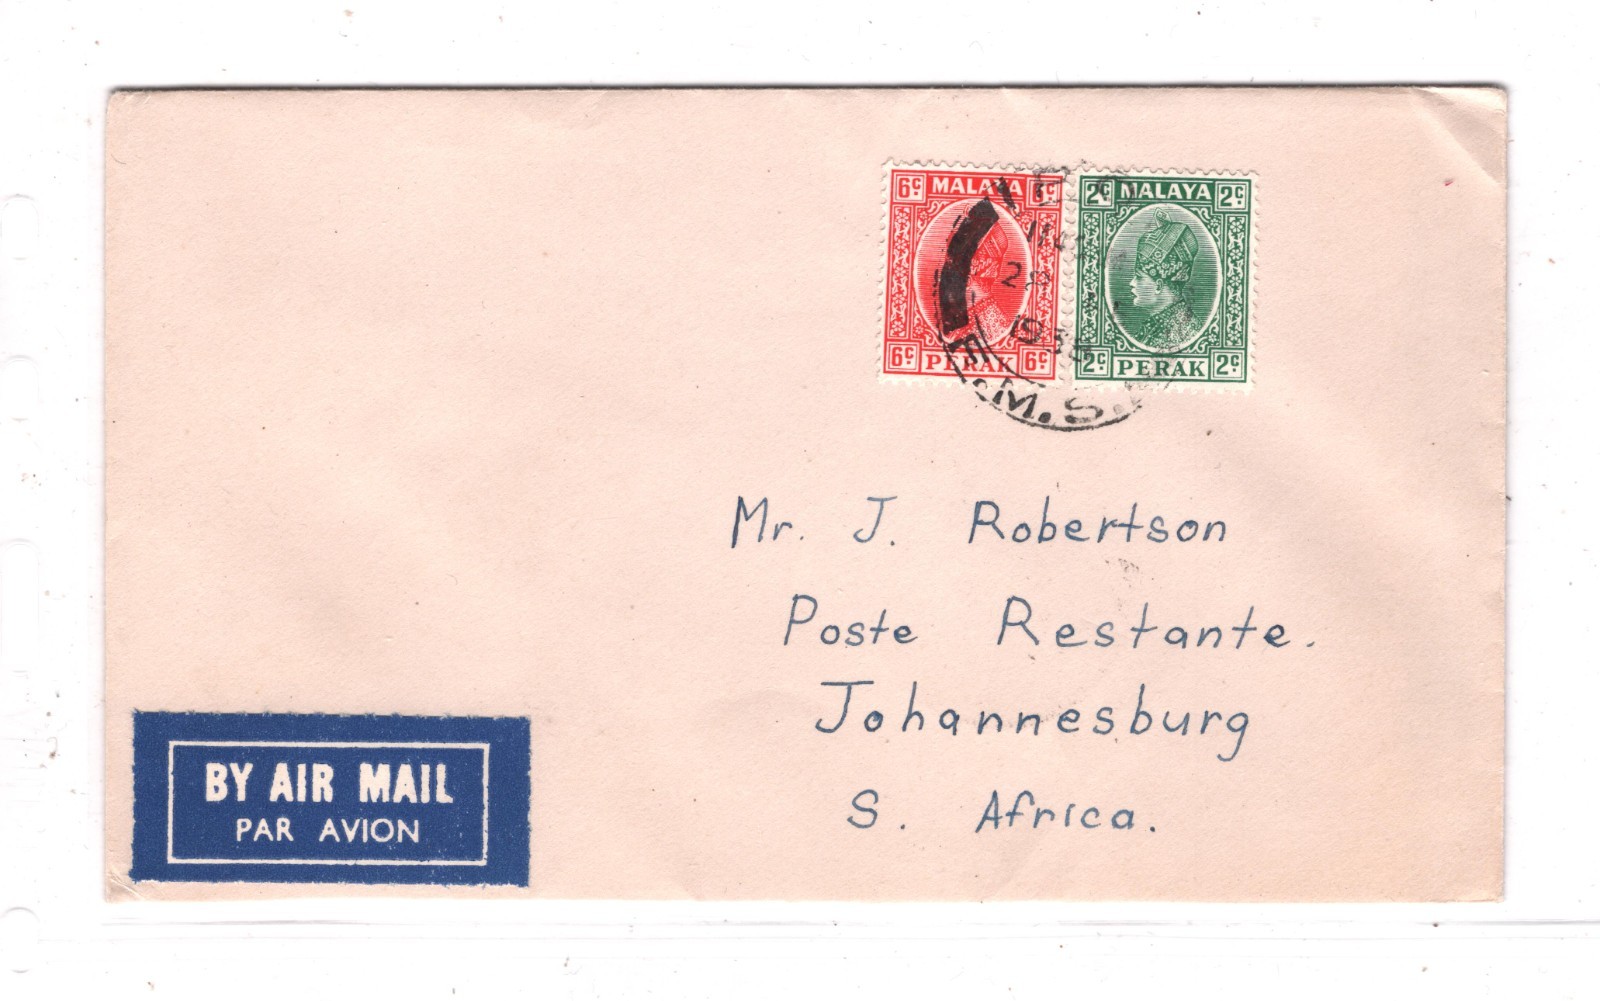 6c MALAYA
2c MALAYA 2c
6c PERAK 6c
2c PERAK 2c
1938
F.M.S.
Mr. J. Robertson
Poste Restante.
Johannesburg
S. Africa.
BY AIR MAIL
PAR AVION